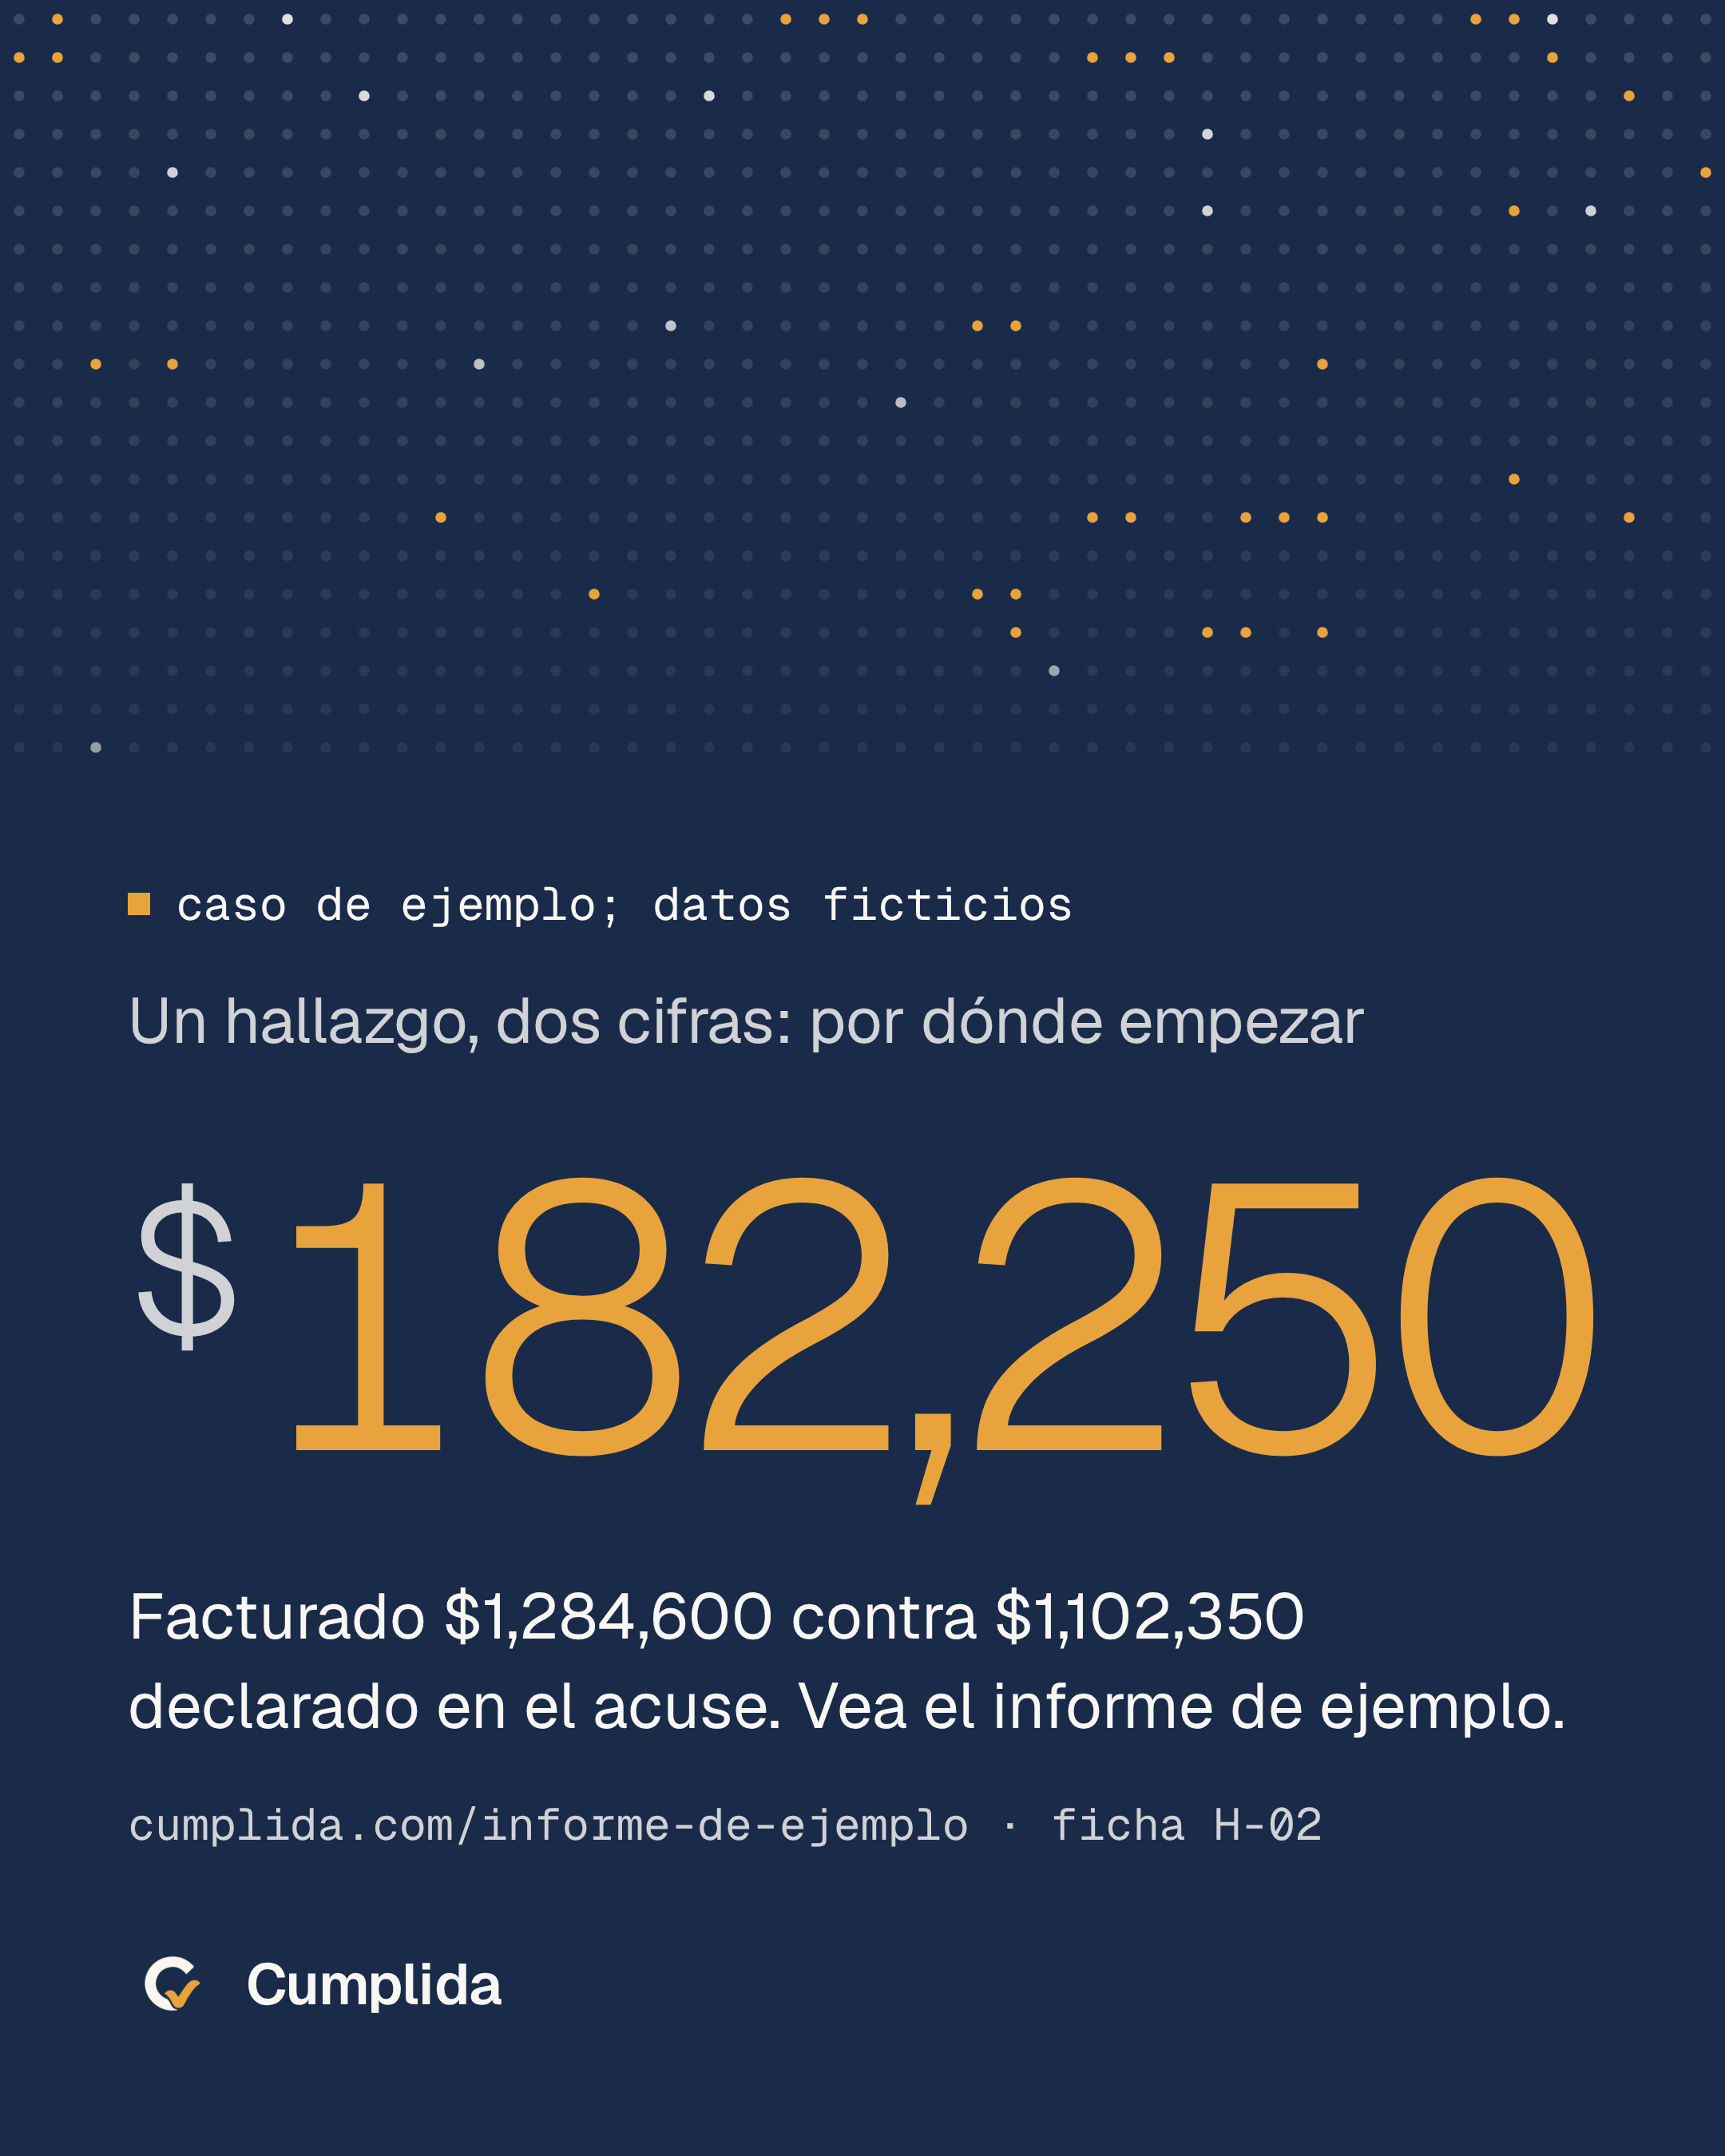 caso de ejemplo; datos ficticios
Un hallazgo, dos cifras: por dónde empezar
$182,250
Facturado $1,284,600 contra $1,102,350
declarado en el acuse. Vea el informe de ejemplo.
cumplida.com/informe-de-ejemplo · ficha H-02
Cumplida